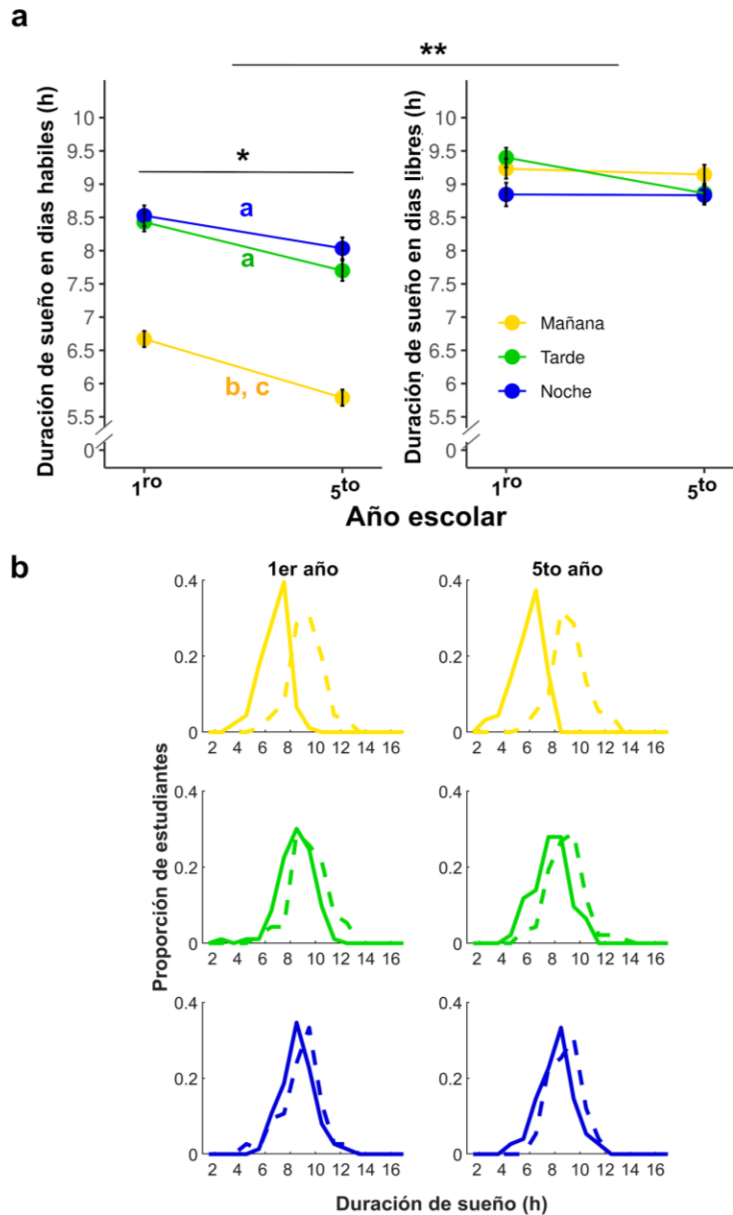 a
**
Duración de sueño en dias habiles (h)
10
9.5
9
8.5
8
7.5
7
6.5
6
5.5
0
*
a
a
b, c
1ro
5to
Duración de sueño en dias libres (h)
10
9.5
9
8.5
8
7.5
7
6.5
6
5.5
0
Mañana
Tarde
Noche
1ro
5to
Año escolar
b
1er año
5to año
Proporción de estudiantes
0.4
0.2
0
2 4 6 8 10 12 14 16
2 4 6 8 10 12 14 16
0.4
0.2
0
2 4 6 8 10 12 14 16
2 4 6 8 10 12 14 16
0.4
0.2
0
2 4 6 8 10 12 14 16
2 4 6 8 10 12 14 16
0.4
0.2
0
0.4
0.2
0
0.4
0.2
0
Duración de sueño (h)